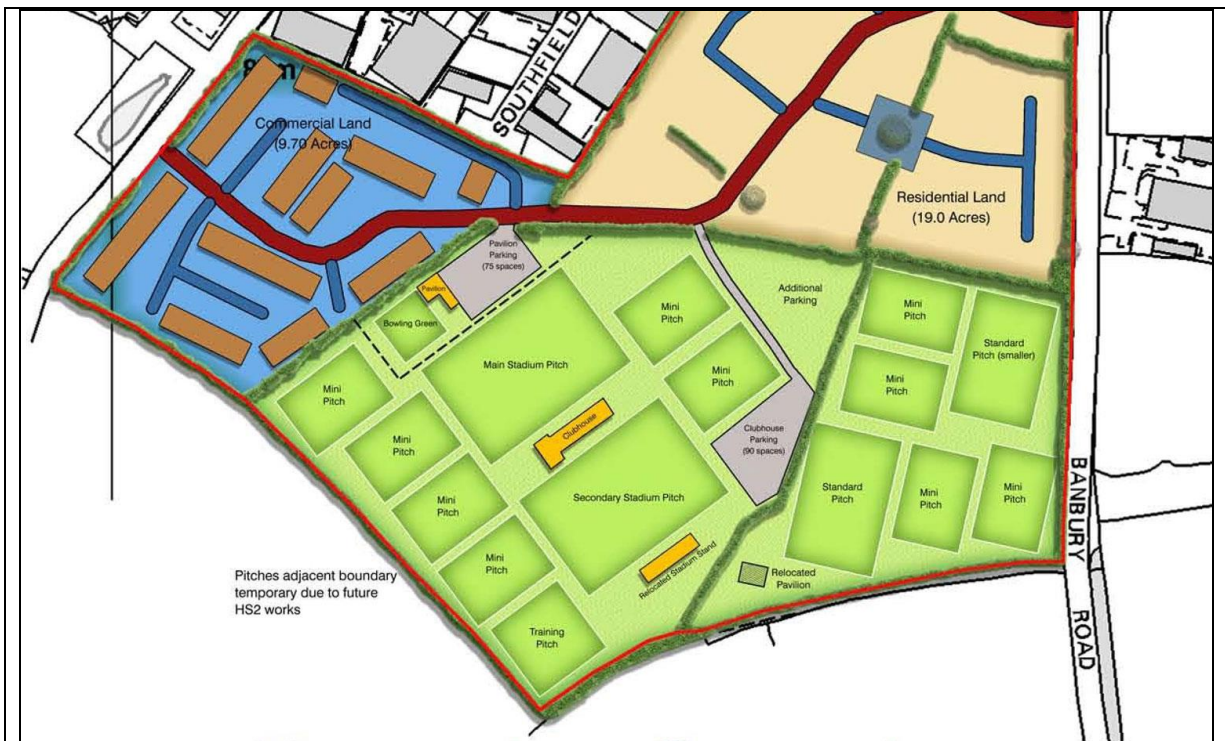 SOUTHFIELD
Commercial Land
(9.70 Acres)
Residential Land
(19.0 Acres)
Pavilion
Parking
(75 spaces)
Pavilion
Bowling Green
Main Stadium Pitch
Mini
Pitch
Additional
Parking
Mini
Pitch
Standard
Pitch (smaller)
Mini
Pitch
Mini
Pitch
Mini
Pitch
Clubhouse
Mini
Pitch
Clubhouse
Parking
(90 spaces)
Secondary Stadium Pitch
Mini
Pitch
Standard
Pitch
Mini
Pitch
Mini
Pitch
Mini
Pitch
Relocated Stadium Stand
Relocated
Pavilion
Training
Pitch
Pitches adjacent boundary
temporary due to future
HS2 works
BANBURY ROAD